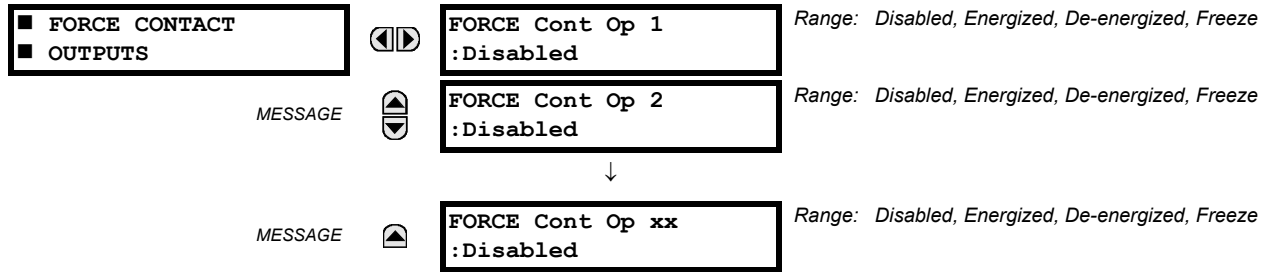 ■ FORCE CONTACT
■ OUTPUTS
FORCE Cont Op 1
:Disabled
Range: Disabled, Energized, De-energized, Freeze
MESSAGE
FORCE Cont Op 2
:Disabled
Range: Disabled, Energized, De-energized, Freeze
↓
MESSAGE
FORCE Cont Op xx
:Disabled
Range: Disabled, Energized, De-energized, Freeze